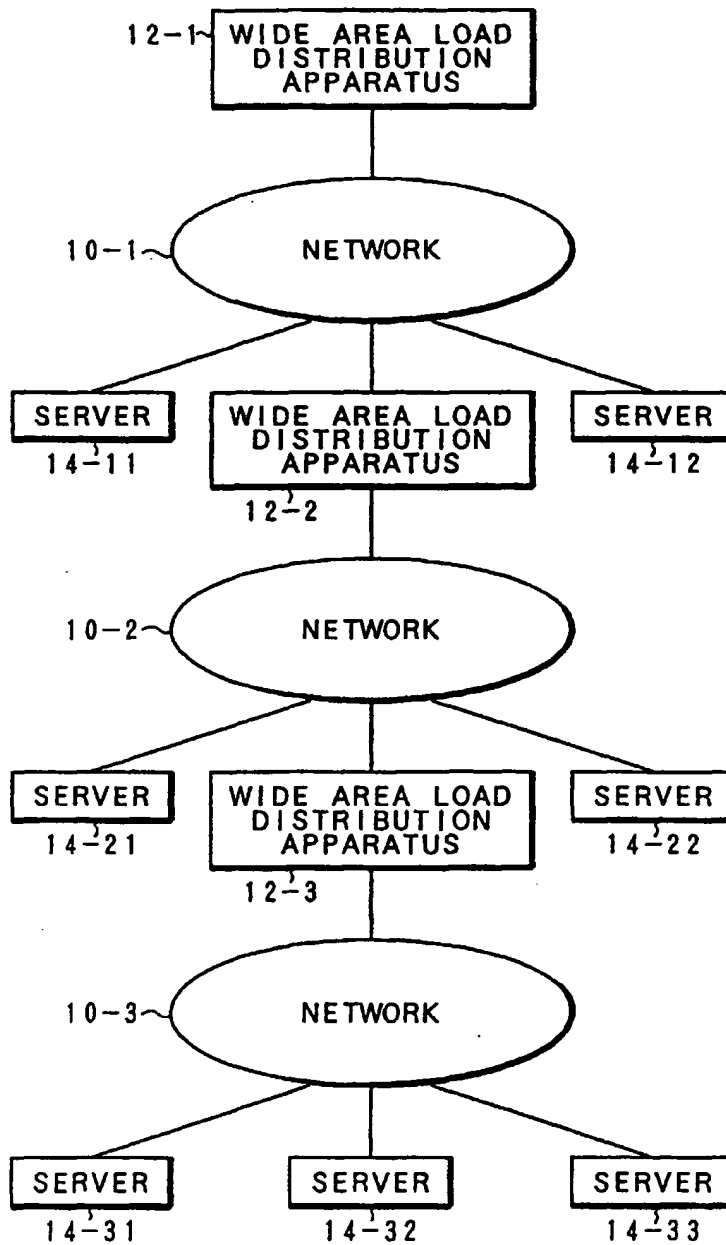 12-1
WIDE AREA LOAD
DISTRIBUTION
APPARATUS
10-1
NETWORK
SERVER
14-11
WIDE AREA LOAD
DISTRIBUTION
APPARATUS
12-2
SERVER
14-12
10-2
NETWORK
SERVER
14-21
WIDE AREA LOAD
DISTRIBUTION
APPARATUS
12-3
SERVER
14-22
10-3
NETWORK
SERVER
14-31
SERVER
14-32
SERVER
14-33